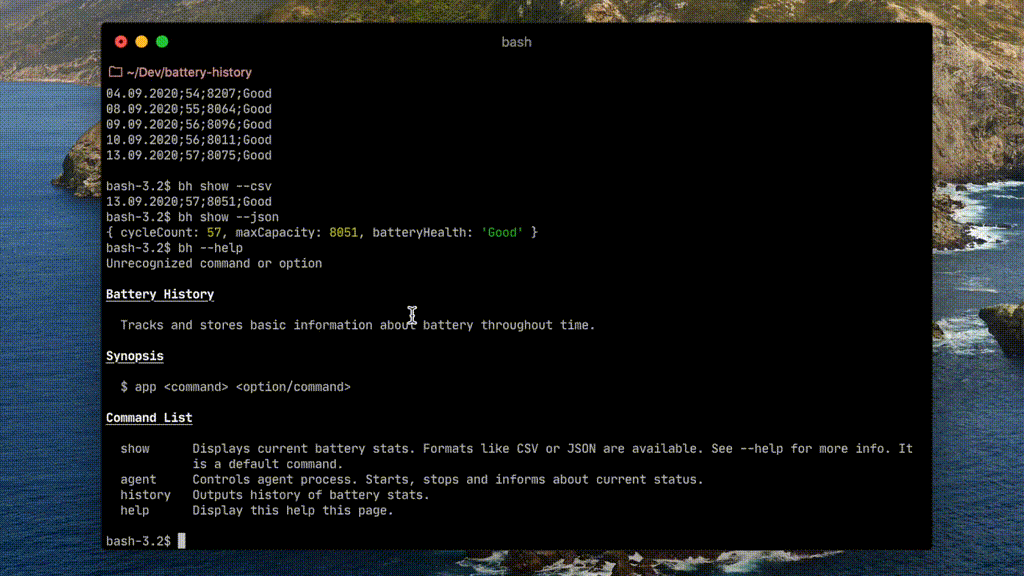 bash
~/Dev/battery-history
04.09.2020;54;8207;Good
08.09.2020;55;8064;Good
09.09.2020;56;8096;Good
10.09.2020;56;8011;Good
13.09.2020;57;8075;Good
bash-3.2$ bh show --csv
13.09.2020;57;8051;Good
bash-3.2$ bh show --json
{ cycleCount: 57, maxCapacity: 8051, batteryHealth: 'Good' }
bash-3.2$ bh --help
Unrecognized command or option
Battery History
Tracks and stores basic information about battery throughout time.
Synopsis
$ app <command> <option/command>
Command List
show Displays current battery stats. Formats like CSV or JSON are available. See --help for more info. It
is a default command.
agent Controls agent process. Starts, stops and informs about current status.
history Outputs history of battery stats.
help Display this help this page.
bash-3.2$